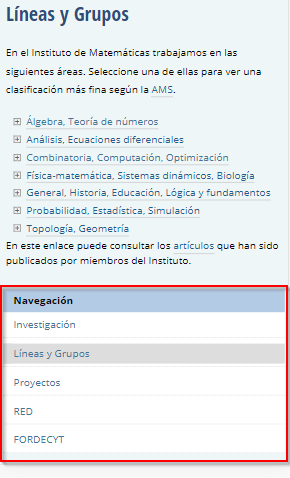 Líneas y Grupos
En el Instituto de Matemáticas trabajamos en las
siguientes áreas. Seleccione una de ellas para ver una
clasificación más fina según la AMS.
Álgebra, Teoría de números
Análisis, Ecuaciones diferenciales
Combinatoria, Computación, Optimización
Física-matemática, Sistemas dinámicos, Biología
General, Historia, Educación, Lógica y fundamentos
Probabilidad, Estadística, Simulación
Topología, Geometría
En este enlace puede consultar los artículos que han sido
publicados por miembros del Instituto.
Navegación
Investigación
Líneas y Grupos
Proyectos
RED
FORDECYT